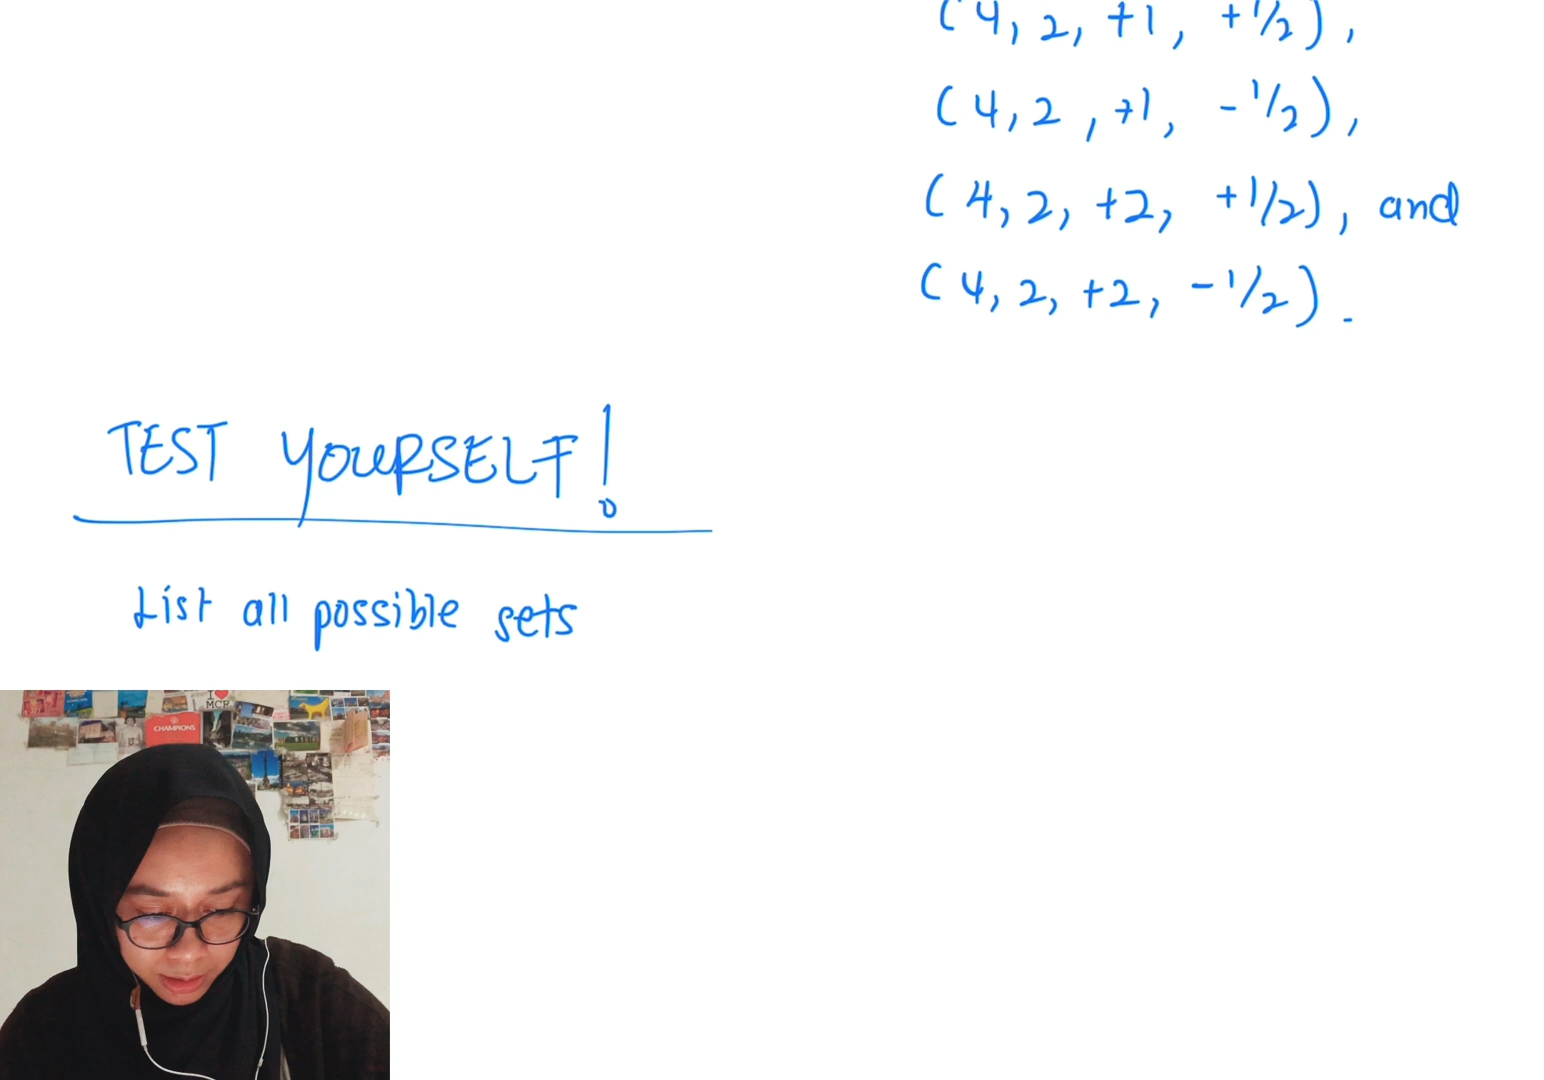 (4, 2, +1, +1/2),
(4, 2, +1, -1/2),
(4, 2, +2, +1/2), and
(4, 2, +2, -1/2).
TEST YOURSELF!
List all possible sets
I ❤ MCR
CHAMPIONS